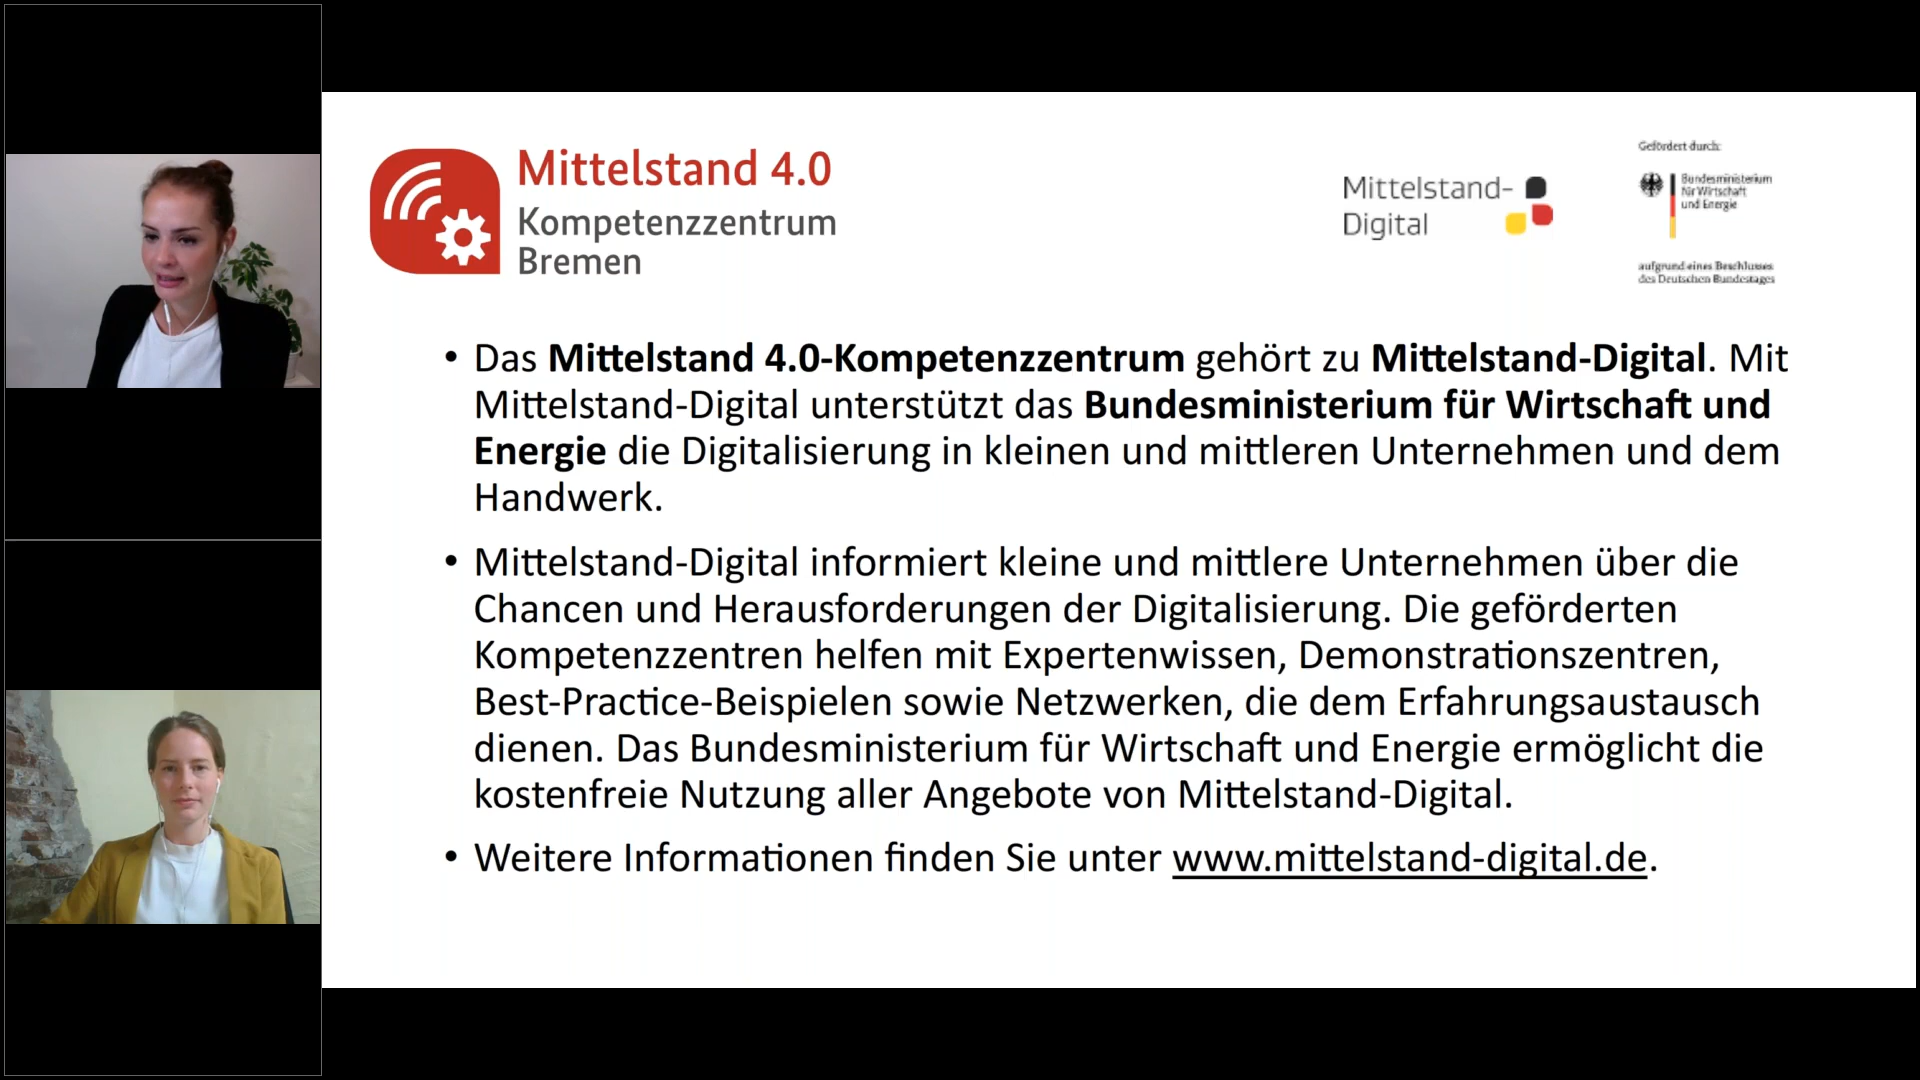 Mittelstand 4.0
Kompetenzzentrum
Bremen
Mittelstand-
Digital
Gefördert durch:
Bundesministerium
für Wirtschaft
und Energie
aufgrund eines Beschlusses
des Deutschen Bundestages
• Das Mittelstand 4.0-Kompetenzzentrum gehört zu Mittelstand-Digital. Mit
Mittelstand-Digital unterstützt das Bundesministerium für Wirtschaft und
Energie die Digitalisierung in kleinen und mittleren Unternehmen und dem
Handwerk.
• Mittelstand-Digital informiert kleine und mittlere Unternehmen über die
Chancen und Herausforderungen der Digitalisierung. Die geförderten
Kompetenzzentren helfen mit Expertenwissen, Demonstrationszentren,
Best-Practice-Beispielen sowie Netzwerken, die dem Erfahrungsaustausch
dienen. Das Bundesministerium für Wirtschaft und Energie ermöglicht die
kostenfreie Nutzung aller Angebote von Mittelstand-Digital.
• Weitere Informationen finden Sie unter www.mittelstand-digital.de.